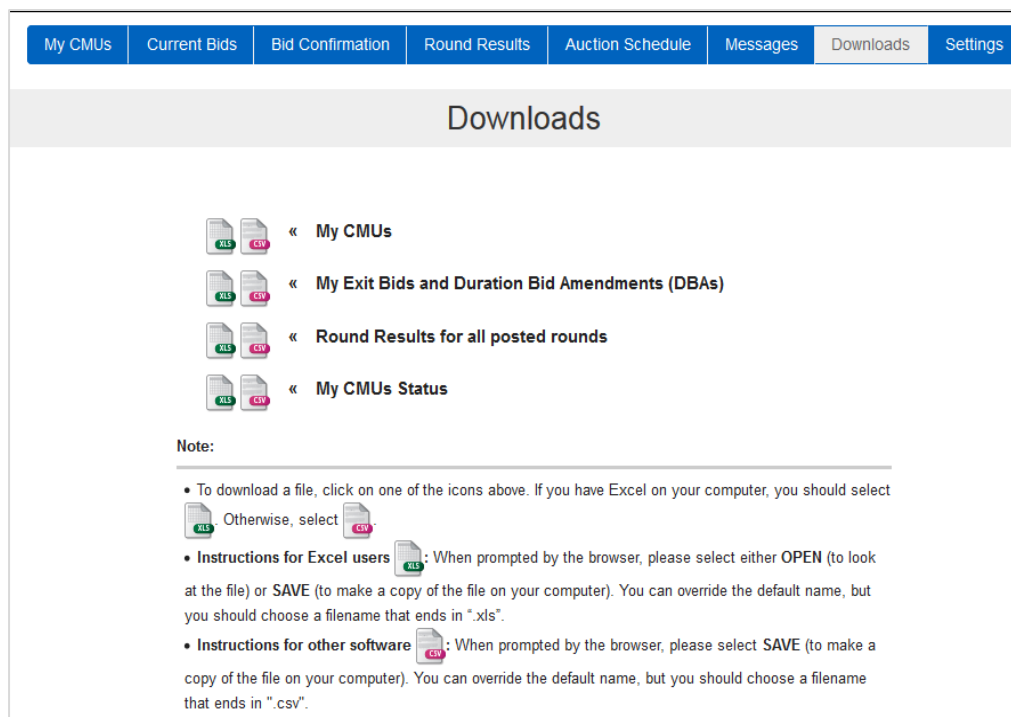 My CMUs Current Bids Bid Confirmation Round Results Auction Schedule Messages Downloads Settings
Downloads
XLS CSV « My CMUs
XLS CSV « My Exit Bids and Duration Bid Amendments (DBAs)
XLS CSV « Round Results for all posted rounds
XLS CSV « My CMUs Status
Note:
• To download a file, click on one of the icons above. If you have Excel on your computer, you should select
XLS . Otherwise, select CSV .
• Instructions for Excel users XLS : When prompted by the browser, please select either OPEN (to look
at the file) or SAVE (to make a copy of the file on your computer). You can override the default name, but
you should choose a filename that ends in “.xls”.
• Instructions for other software CSV : When prompted by the browser, please select SAVE (to make a
copy of the file on your computer). You can override the default name, but you should choose a filename
that ends in ".csv".